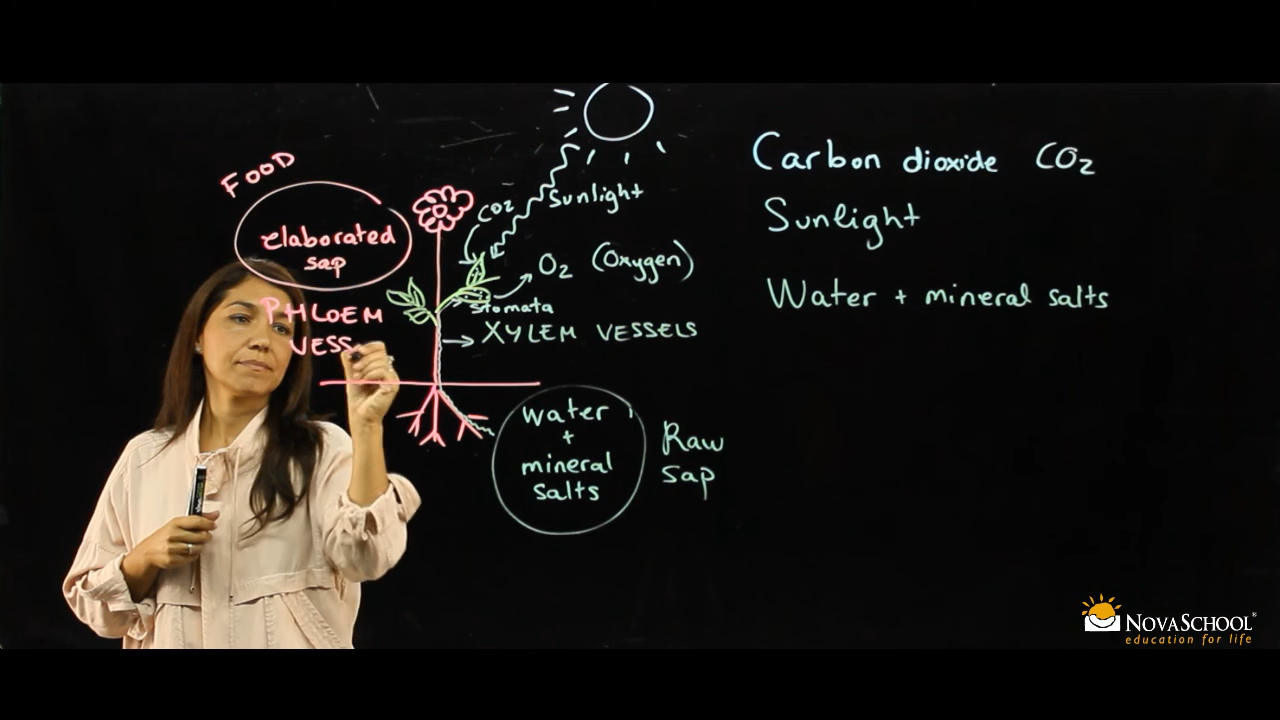 FOOD
elaborated
sap
PHLOEM
VESS
CO2
Sunlight
O2 (Oxygen)
stomata
XYLEM VESSELS
water
+
mineral
salts
Raw
sap
Carbon dioxide CO2
Sunlight
Water + mineral salts
NOVASCHOOL®
education for life